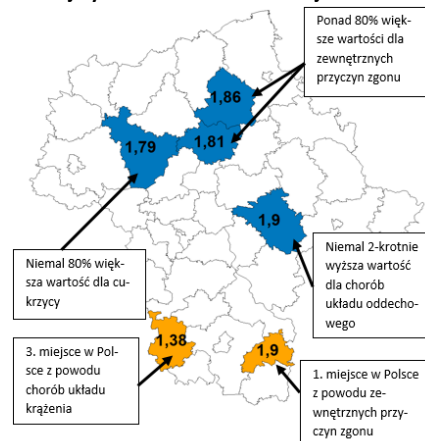 Ponad 80% więk-
sze wartości dla
zewnętrznych
przyczyn zgonu
1,86
1,79
1,81
1,9
Niemal 80% więk-
sza wartość dla cu-
krzycy
Niemal 2-krotnie
wyższa wartość
dla chorób
układu oddecho-
wego
3. miejsce w Pol-
sce z powodu
chorób układu
krążenia
1,38
1,9
1. miejsce w Polsce
z powodu ze-
wnętrznych przy-
czyn zgonu